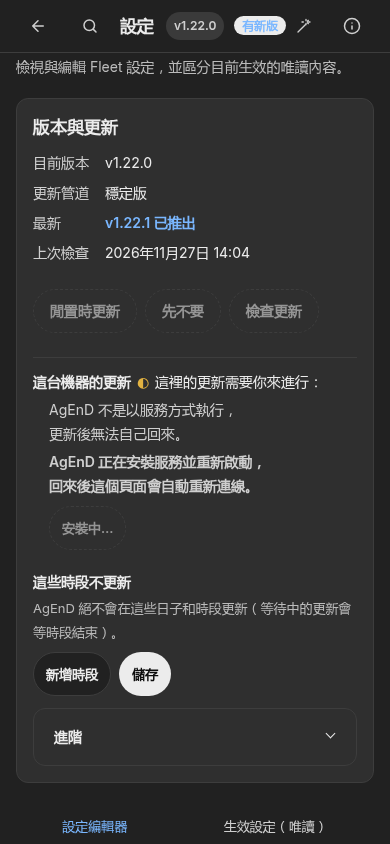 設定 v1.22.0 有新版
檢視與編輯 Fleet 設定，並區分目前生效的唯讀內容。
版本與更新
目前版本 v1.22.0
更新管道 穩定版
最新 v1.22.1 已推出
上次檢查 2026年11月27日 14:04
閒置時更新 先不要 檢查更新
這台機器的更新 這裡的更新需要你來進行：
AgEnD 不是以服務方式執行，
更新後無法自己回來。
AgEnD 正在安裝服務並重新啟動，
回來後這個頁面會自動重新連線。
安裝中...
這些時段不更新
AgEnD 絕不會在這些日子和時段更新（等待中的更新會
等時段結束）。
新增時段 儲存
進階
設定編輯器 生效設定（唯讀）